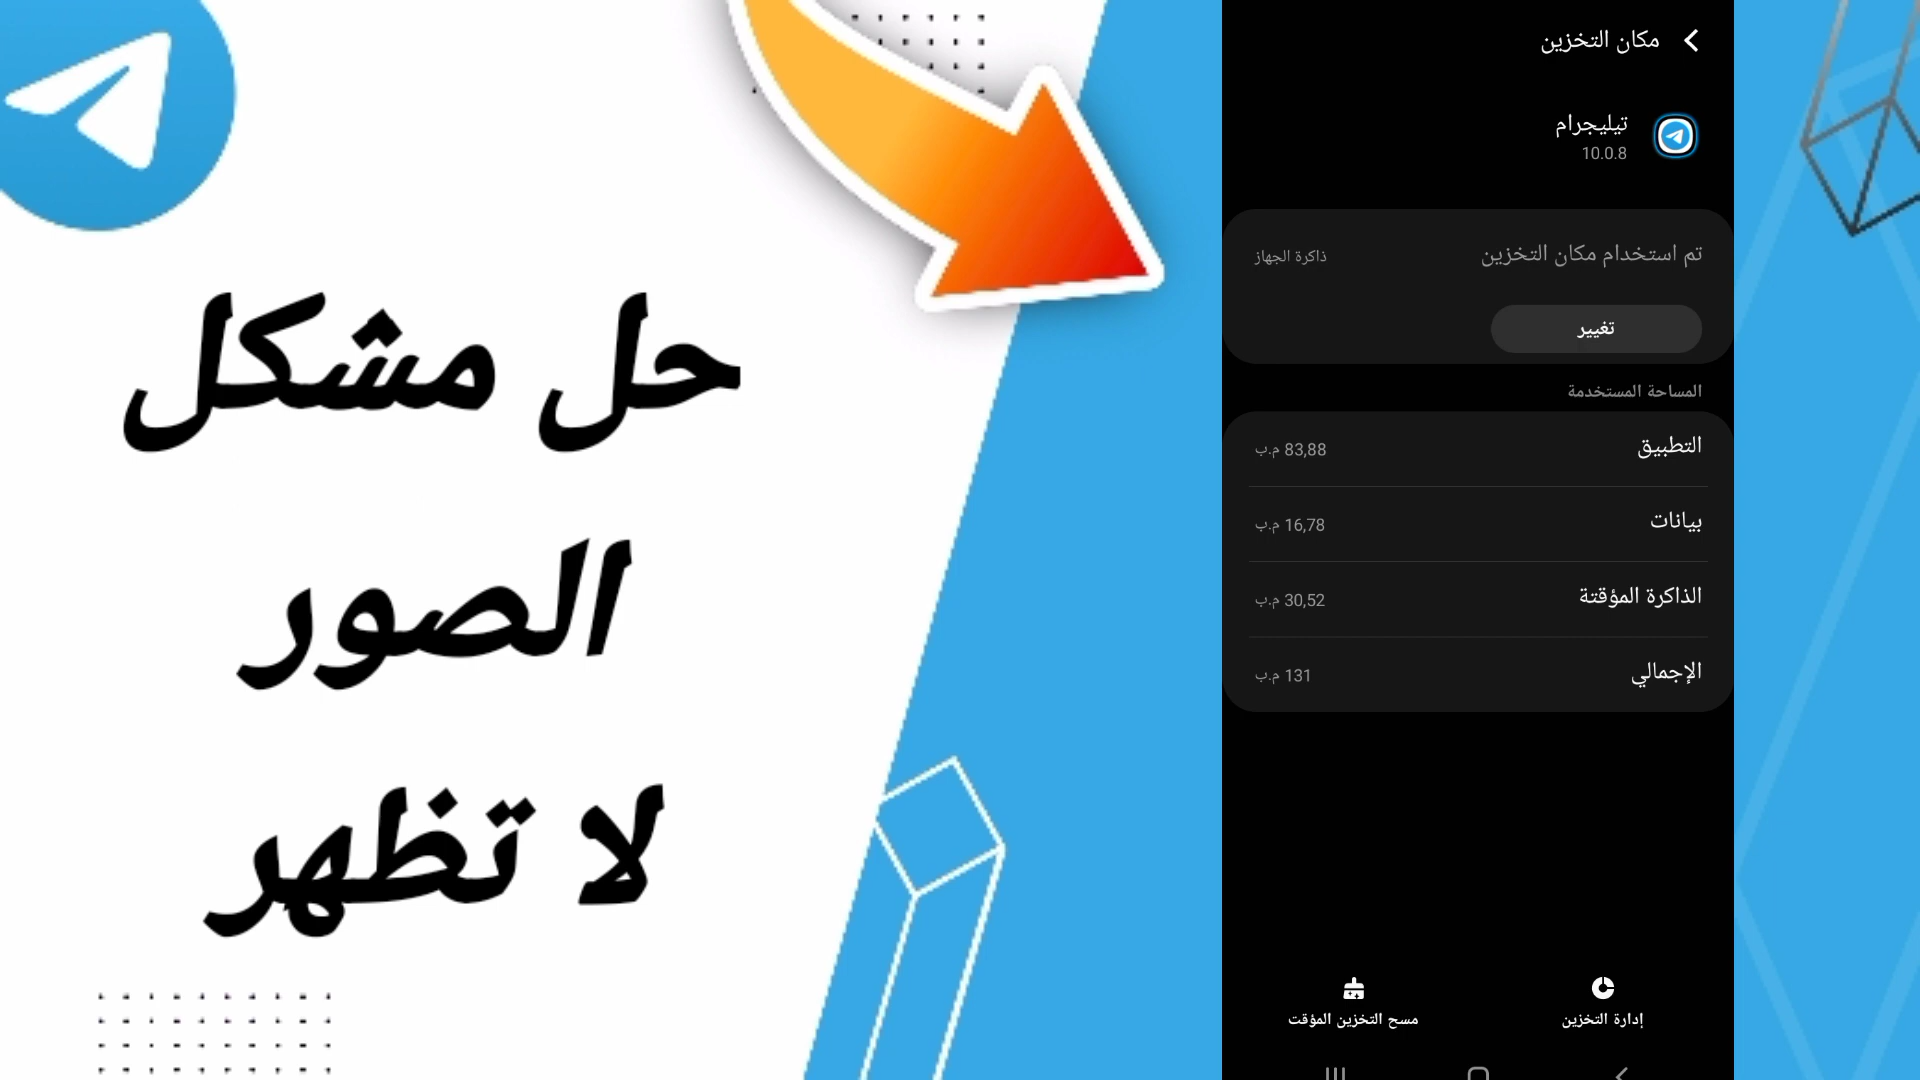 حل مشكل
الصور
لا تظهر
مكان التخزين
تيليجرام
10.0.8
تم استخدام مكان التخزين
ذاكرة الجهاز
تغيير
المساحة المستخدمة
التطبيق
83,88 م.ب
بيانات
16,78 م.ب
الذاكرة المؤقتة
30,52 م.ب
الإجمالي
131 م.ب
إدارة التخزين
مسح التخزين المؤقت